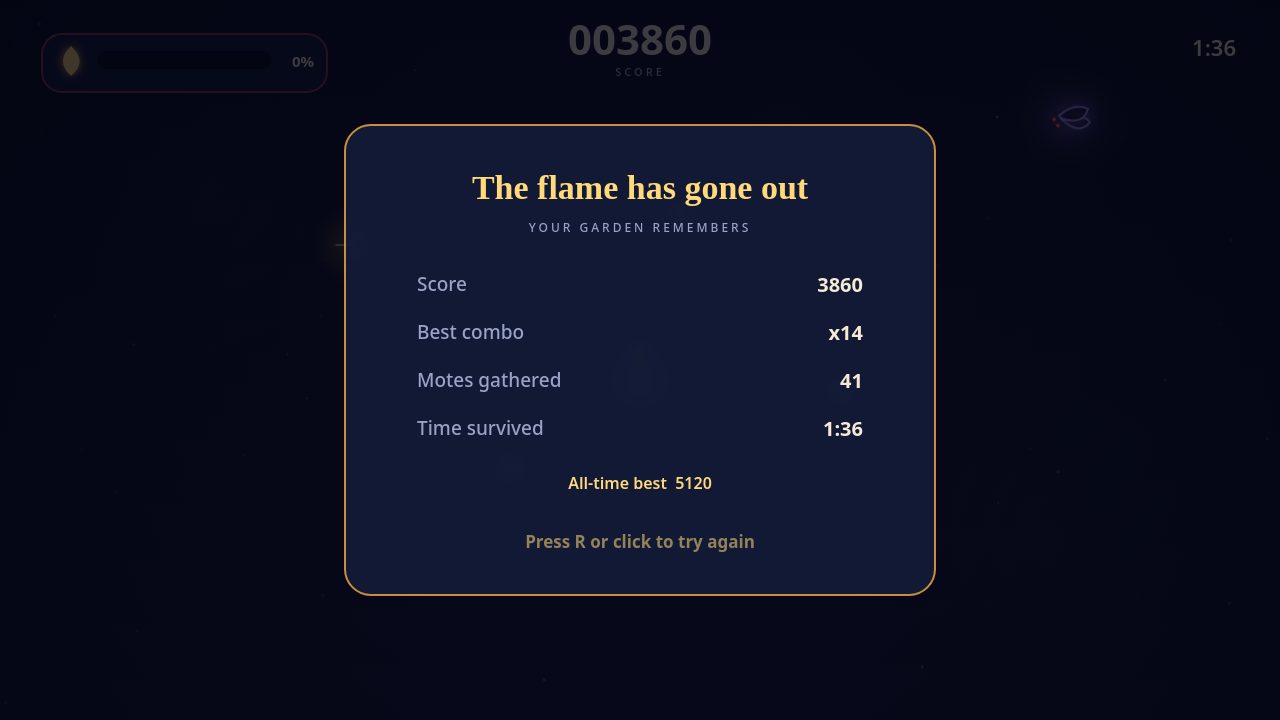 0%
003860
SCORE
1:36
The flame has gone out
YOUR GARDEN REMEMBERS
Score 3860
Best combo x14
Motes gathered 41
Time survived 1:36
All-time best 5120
Press R or click to try again